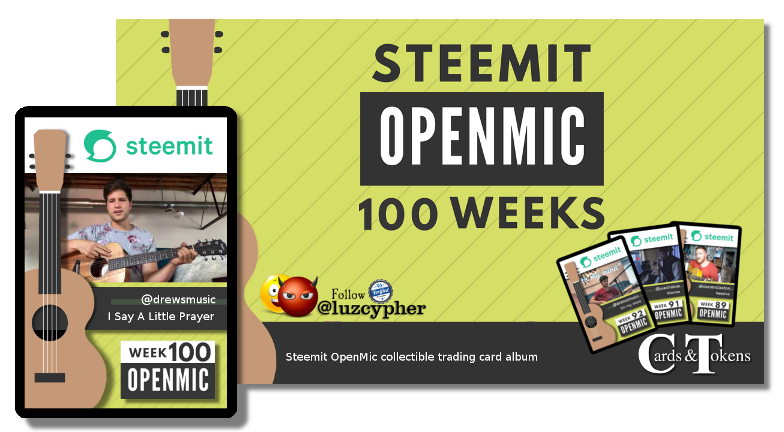 STEEMIT
OPENMIC
100 WEEKS
steemit
@drewsmusic
I Say A Little Prayer
WEEK 100
OPENMIC
Follow
@luzcypher
Steemit OpenMic collectible trading card album
steemit
WEEK 92
OPENMIC
steemit
WEEK 91
OPENMIC
steemit
WEEK 89
OPENMIC
Cards & Tokens